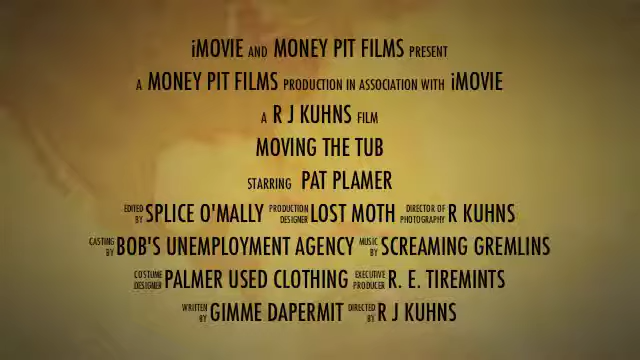 iMOVIE AND MONEY PIT FILMS PRESENT
A MONEY PIT FILMS PRODUCTION IN ASSOCIATION WITH iMOVIE
A R J KUHNS FILM
MOVING THE TUB
STARRING PAT PLAMER
EDITED BY SPLICE O'MALLY PRODUCTION DESIGNER LOST MOTH DIRECTOR OF PHOTOGRAPHY R KUHNS
CASTING BY BOB'S UNEMPLOYMENT AGENCY MUSIC BY SCREAMING GREMLINS
COSTUME DESIGNER PALMER USED CLOTHING EXECUTIVE PRODUCER R. E. TIREMINTS
WRITTEN BY GIMME DAPERMIT DIRECTED BY R J KUHNS